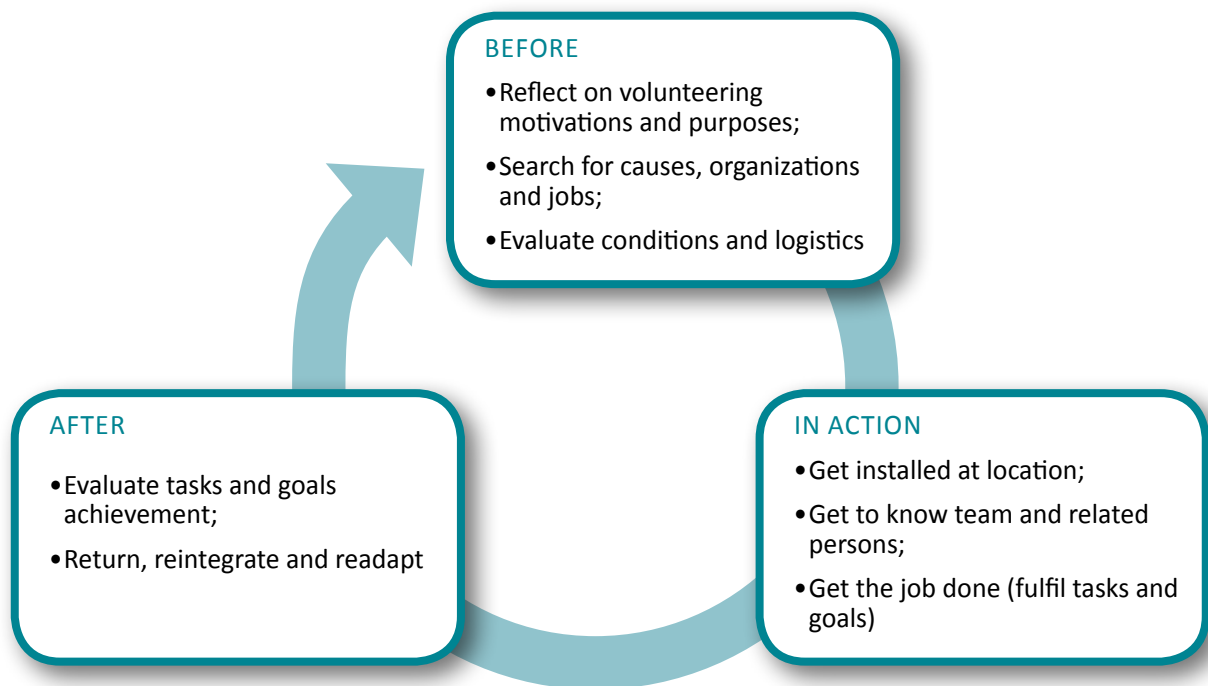 BEFORE
•Reflect on volunteering
motivations and purposes;
•Search for causes, organizations
and jobs;
•Evaluate conditions and logistics
AFTER
•Evaluate tasks and goals
achievement;
•Return, reintegrate and readapt
IN ACTION
•Get installed at location;
•Get to know team and related
persons;
•Get the job done (fulfil tasks and
goals)